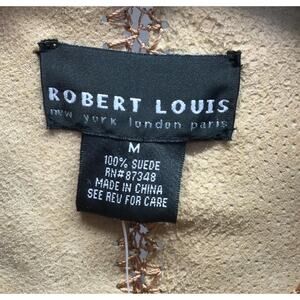 ROBERT LOUIS
new york london paris
M
100% SUEDE
RN#87348
MADE IN CHINA
SEE REV FOR CARE